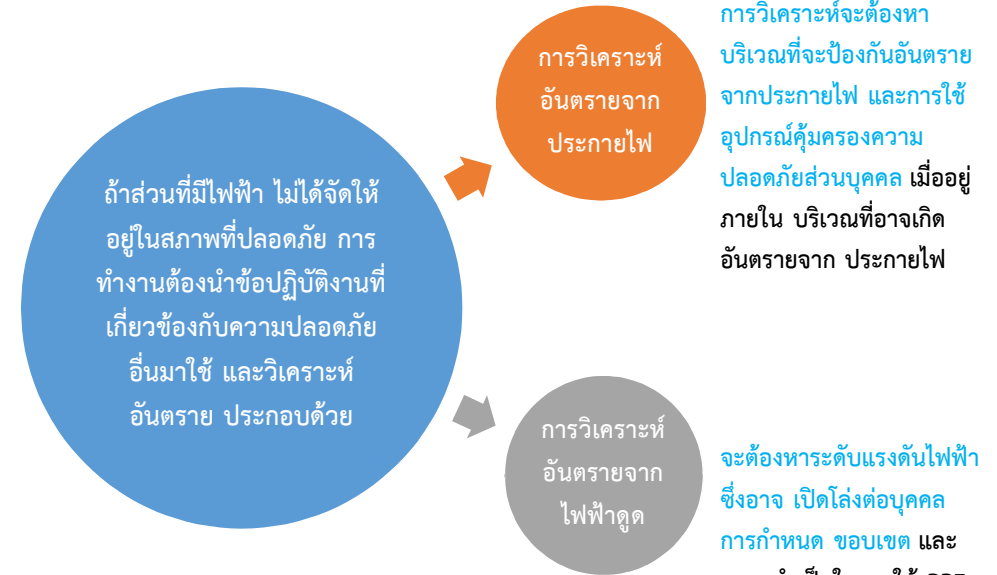 ถ้าส่วนที่มีไฟฟ้า ไม่ได้จัดให้
อยู่ในสภาพที่ปลอดภัย การ
ทำงานต้องนำข้อปฏิบัติงานที่
เกี่ยวข้องกับความปลอดภัย
อื่นมาใช้ และวิเคราะห์
อันตราย ประกอบด้วย
การวิเคราะห์
อันตรายจาก
ประกายไฟ
การวิเคราะห์จะต้องหา
บริเวณที่จะป้องกันอันตราย
จากประกายไฟ และการใช้
อุปกรณ์คุ้มครองความ
ปลอดภัยส่วนบุคคล เมื่ออยู่
ภายใน บริเวณที่อาจเกิด
อันตรายจาก ประกายไฟ
การวิเคราะห์
อันตรายจาก
ไฟฟ้าดูด
จะต้องหาระดับแรงดันไฟฟ้า
ซึ่งอาจ เปิดโล่งต่อบุคคล
การกำหนด ขอบเขต และ